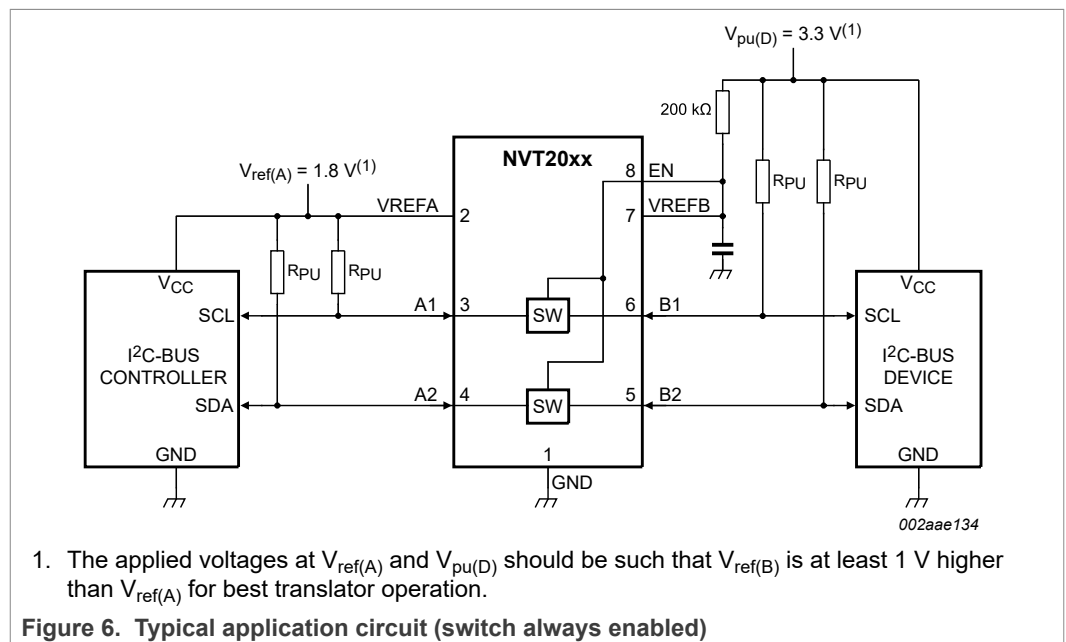 Vpu(D) = 3.3 V(1)
200 kΩ
NVT20xx
Vref(A) = 1.8 V(1)
8 EN
RPU RPU
VREFA 2
7 VREFB
RPU RPU
VCC
VCC
SCL
A1 3
SW
6 B1
SCL
I2C-BUS
CONTROLLER
I2C-BUS
DEVICE
SDA
A2 4
SW
5 B2
SDA
GND
1
GND
GND
002aae134
1. The applied voltages at Vref(A) and Vpu(D) should be such that Vref(B) is at least 1 V higher
than Vref(A) for best translator operation.
Figure 6. Typical application circuit (switch always enabled)